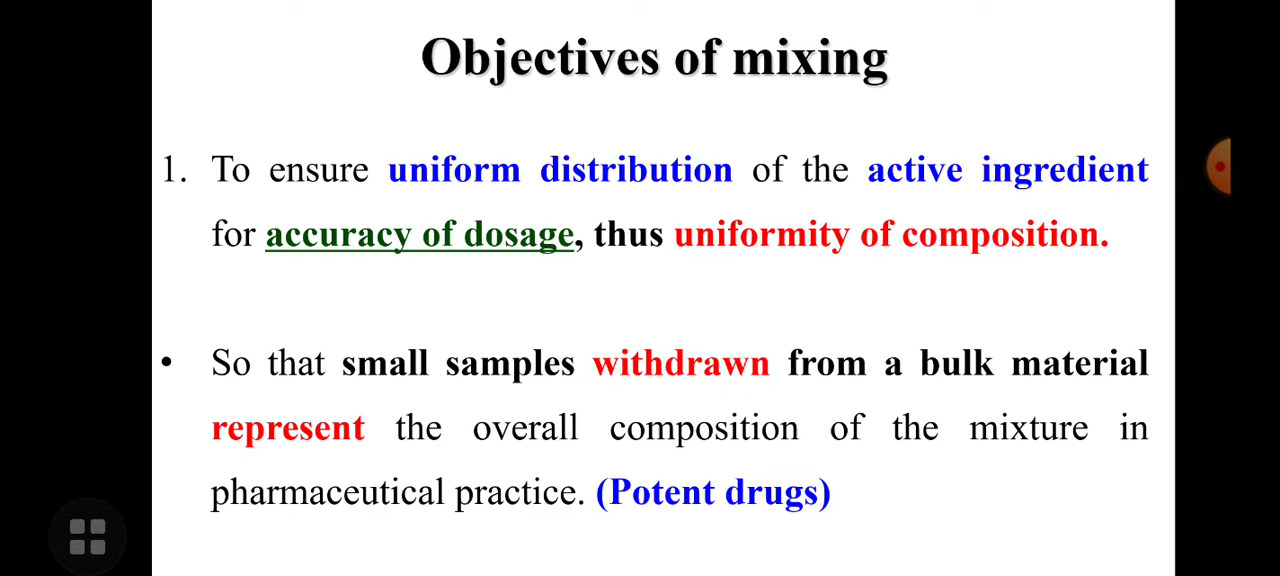 Objectives of mixing
1. To ensure uniform distribution of the active ingredient
for accuracy of dosage, thus uniformity of composition.
• So that small samples withdrawn from a bulk material
represent the overall composition of the mixture in
pharmaceutical practice. (Potent drugs)